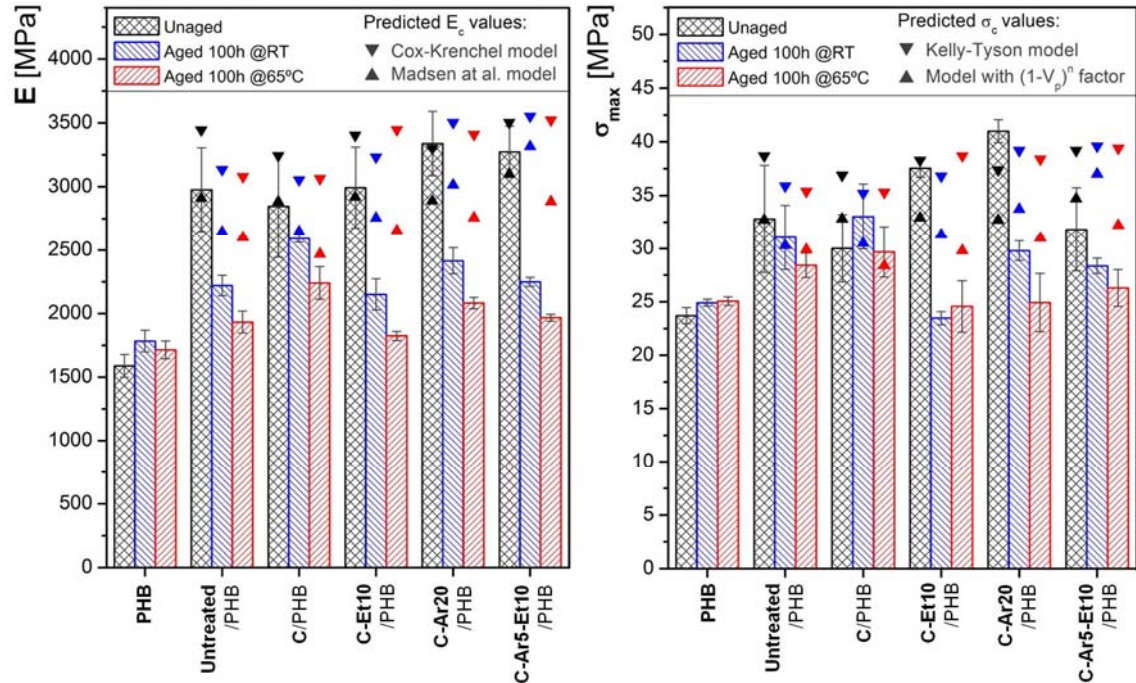 E [MPa]
4000
3500
3000
2500
2000
1500
1000
500
0
Unaged
Aged 100h @RT
Aged 100h @65ºC
Predicted E_c values:
Cox-Krenchel model
Madsen at al. model
PHB
Untreated
/PHB
C/PHB
C-Et10
/PHB
C-Ar20
/PHB
C-Ar5-Et10
/PHB
σ_max [MPa]
50
45
40
35
30
25
20
15
10
5
0
Unaged
Aged 100h @RT
Aged 100h @65ºC
Predicted σ_c values:
Kelly-Tyson model
Model with (1-V_p)^n factor
PHB
Untreated
/PHB
C/PHB
C-Et10
/PHB
C-Ar20
/PHB
C-Ar5-Et10
/PHB